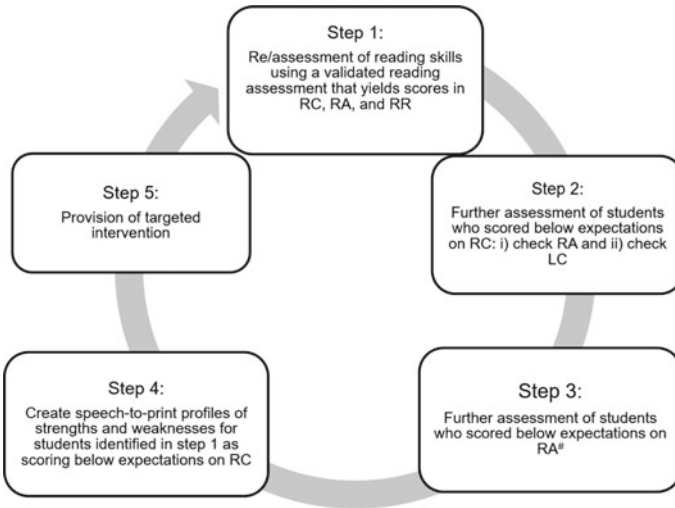 Step 1:
Re/assessment of reading skills
using a validated reading
assessment that yields scores in
RC, RA, and RR
Step 2:
Further assessment of students
who scored below expectations
on RC: i) check RA and ii) check
LC
Step 3:
Further assessment of students
who scored below expectations on
RA#
Step 4:
Create speech-to-print profiles of
strengths and weaknesses for
students identified in step 1 as
scoring below expectations on RC
Step 5:
Provision of targeted
intervention